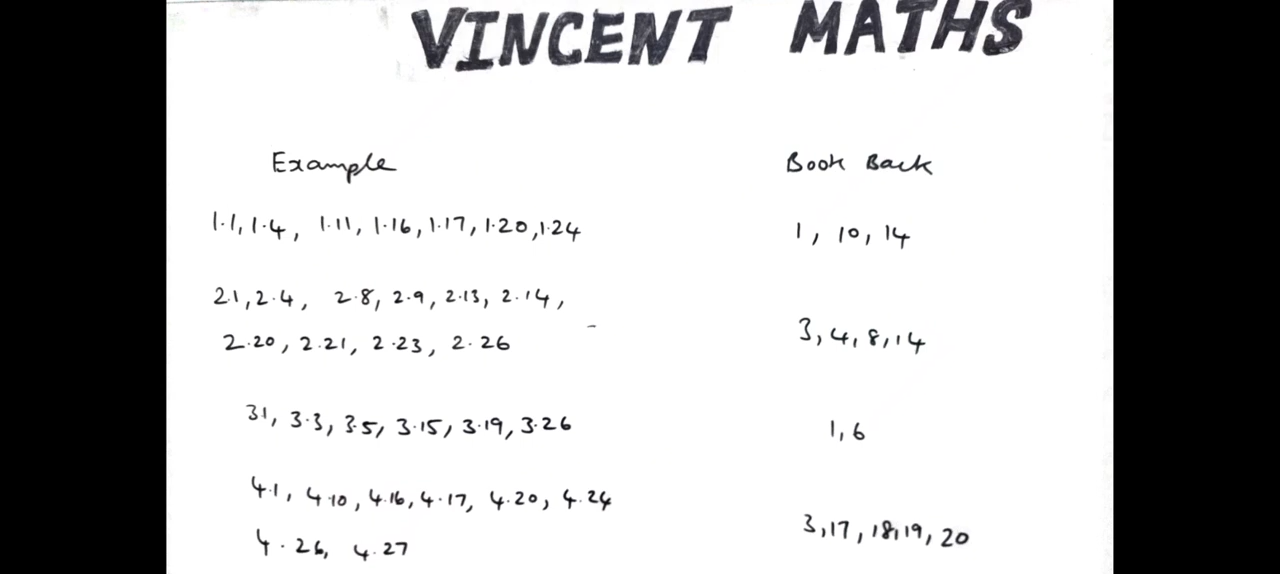 VINCENT MATHS
Example Book Back
1.1, 1.4, 1.11, 1.16, 1.17, 1.20, 1.24 1, 10, 14
2.1, 2.4, 2.8, 2.9, 2.13, 2.14,
2.20, 2.21, 2.23, 2.26 3, 4, 8, 14
31, 3.3, 3.5, 3.15, 3.19, 3.26 1, 6
4.1, 4.10, 4.16, 4.17, 4.20, 4.24
4.26, 4.27 3, 17, 18, 19, 20